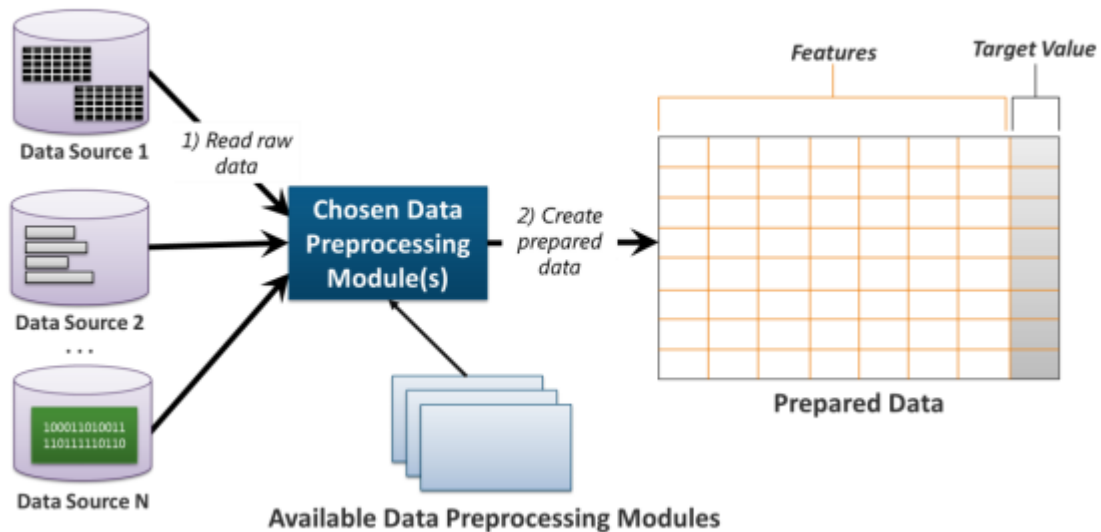 Data Source 1
1) Read raw
data
Data Source 2
. . .
100011010011
110111110110
Data Source N
Chosen Data
Preprocessing
Module(s)
2) Create
prepared
data
Available Data Preprocessing Modules
Features
Target Value
Prepared Data